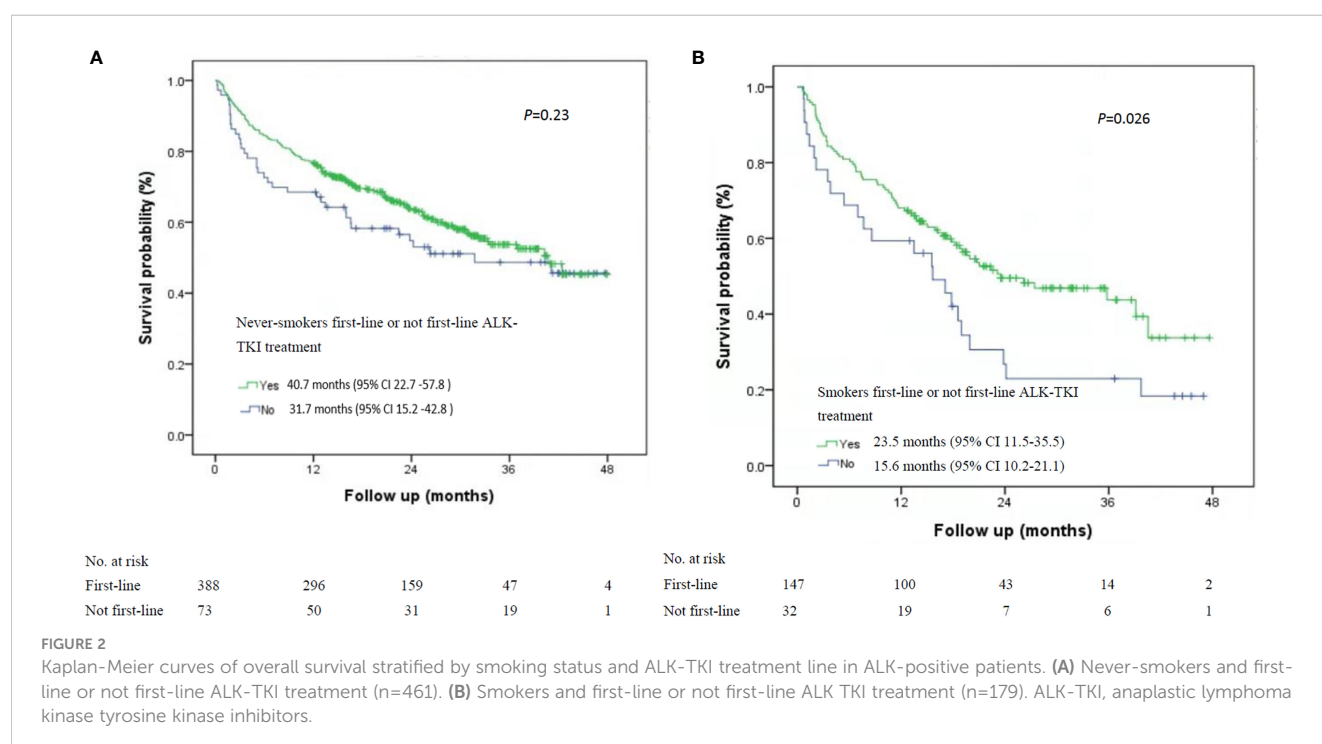 A
Survival probability (%)
1.0
0.8
0.6
0.4
0.2
0.0
P=0.23
Never-smokers first-line or not first-line ALK-
TKI treatment
Yes 40.7 months (95% CI 22.7 -57.8 )
No 31.7 months (95% CI 15.2 -42.8 )
0 12 24 36 48
Follow up (months)
No. at risk
First-line 388 296 159 47 4
Not first-line 73 50 31 19 1
B
Survival probability (%)
1.0
0.8
0.6
0.4
0.2
0.0
P=0.026
Smokers first-line or not first-line ALK-TKI
treatment
Yes 23.5 months (95% CI 11.5-35.5)
No 15.6 months (95% CI 10.2-21.1)
0 12 24 36 48
Follow up (months)
No. at risk
First-line 147 100 43 14 2
Not first-line 32 19 7 6 1
FIGURE 2
Kaplan-Meier curves of overall survival stratified by smoking status and ALK-TKI treatment line in ALK-positive patients. (A) Never-smokers and first-
line or not first-line ALK-TKI treatment (n=461). (B) Smokers and first-line or not first-line ALK TKI treatment (n=179). ALK-TKI, anaplastic lymphoma
kinase tyrosine kinase inhibitors.